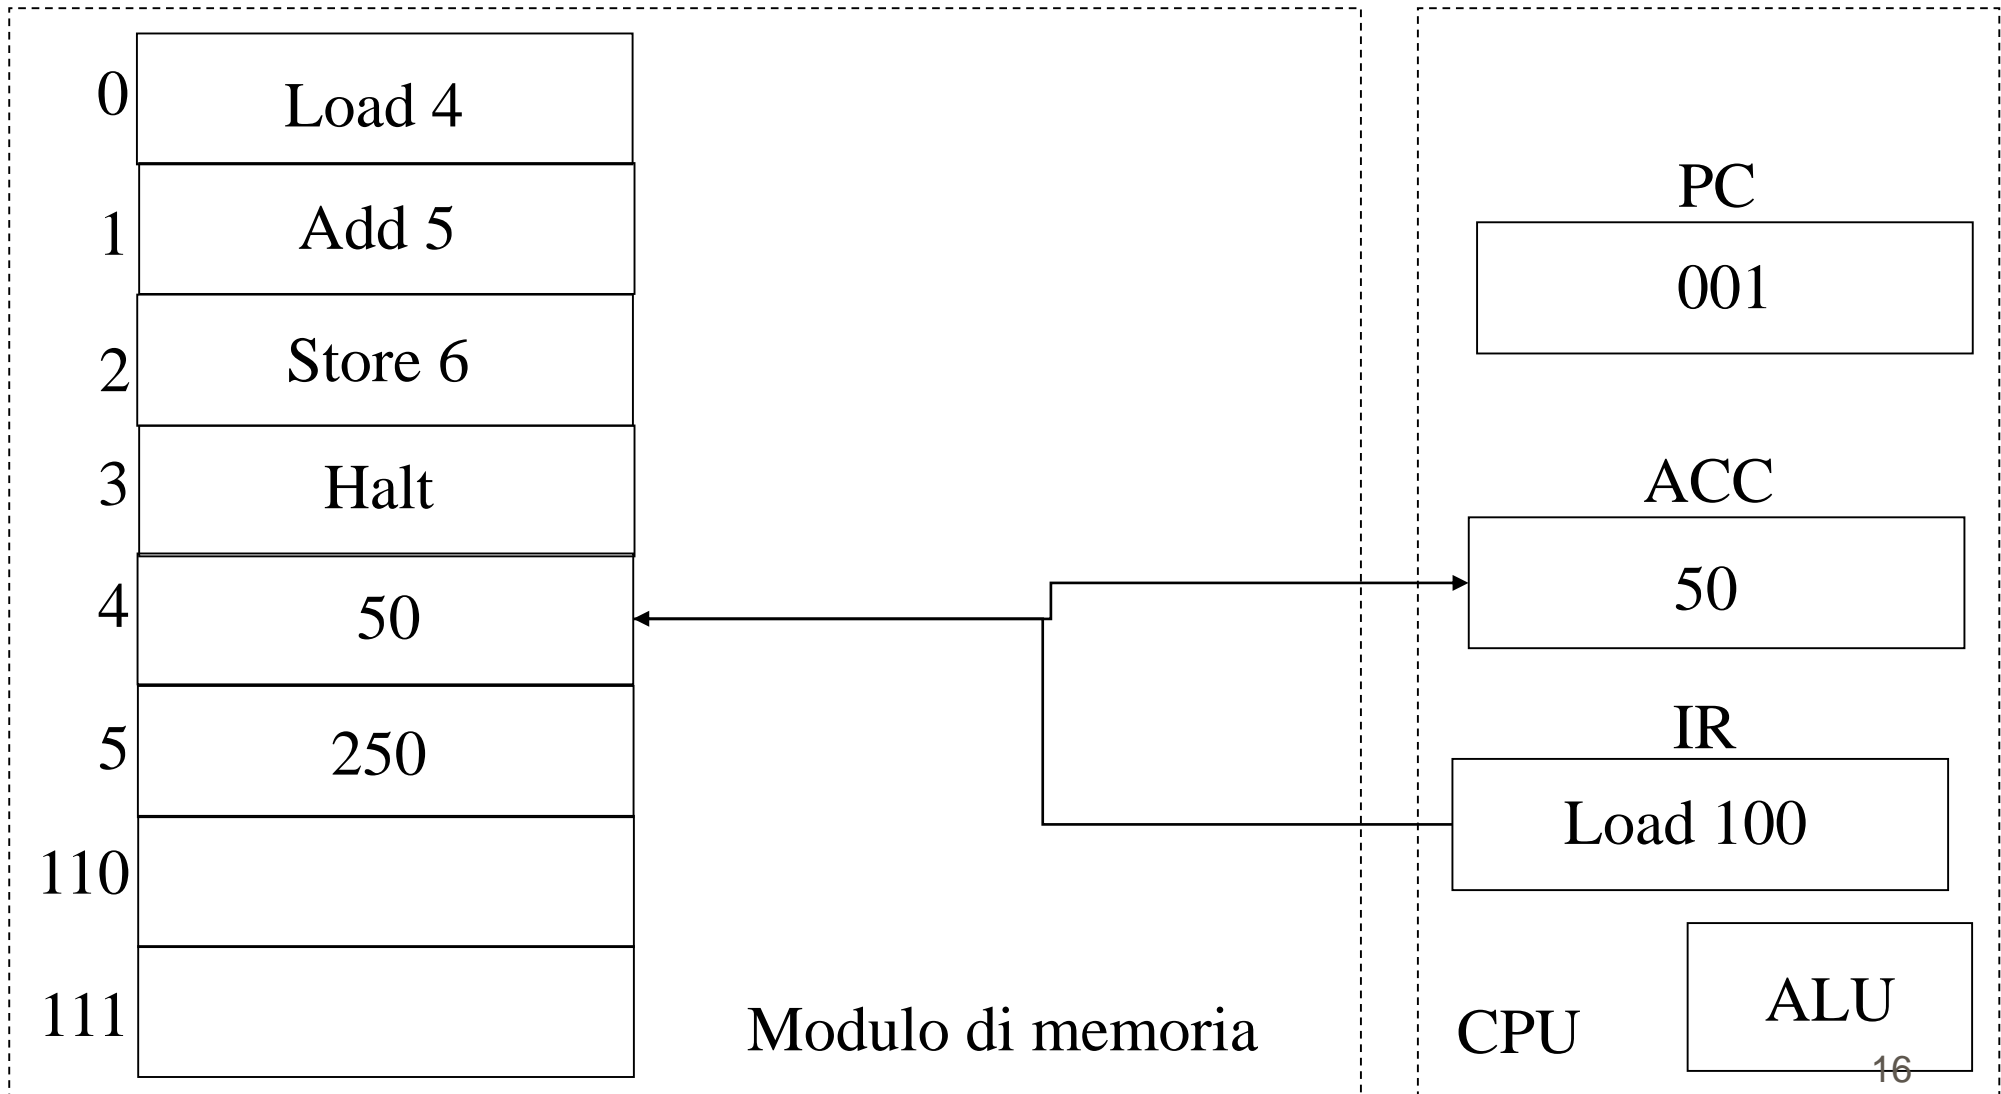 0
Load 4
1
Add 5
2
Store 6
3
Halt
4
50
5
250
110
111
Modulo di memoria
PC
001
ACC
50
IR
Load 100
ALU
CPU
16